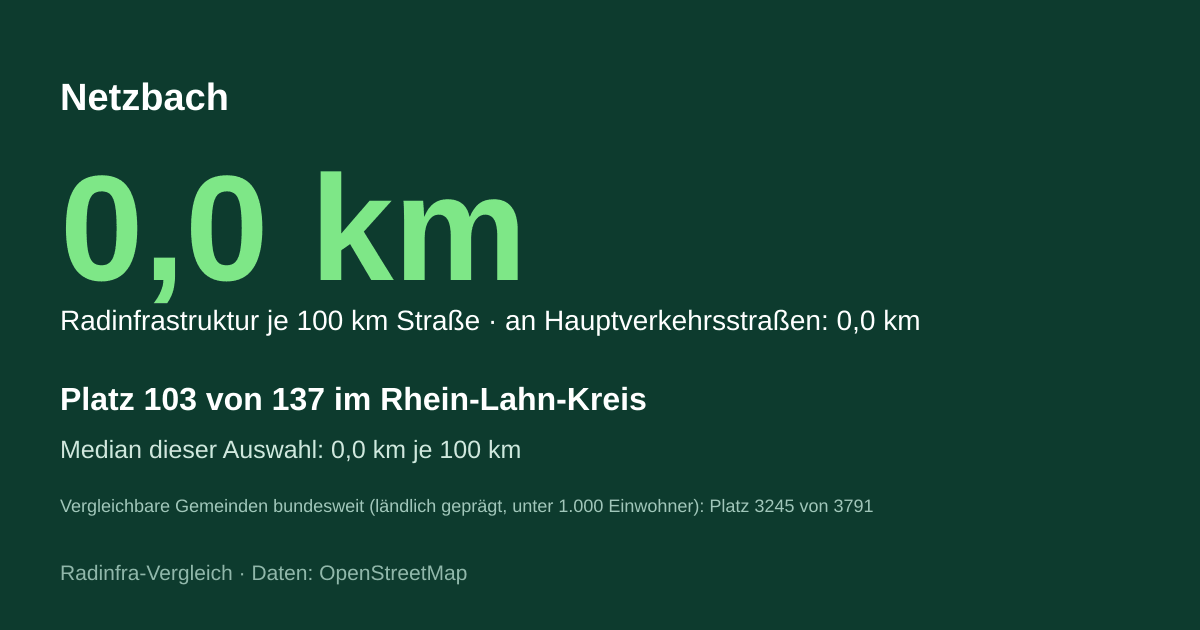 Netzbach
0,0 km
Radinfrastruktur je 100 km Straße · an Hauptverkehrsstraßen: 0,0 km
Platz 103 von 137 im Rhein-Lahn-Kreis
Median dieser Auswahl: 0,0 km je 100 km
Vergleichbare Gemeinden bundesweit (ländlich geprägt, unter 1.000 Einwohner): Platz 3245 von 3791
Radinfra-Vergleich · Daten: OpenStreetMap